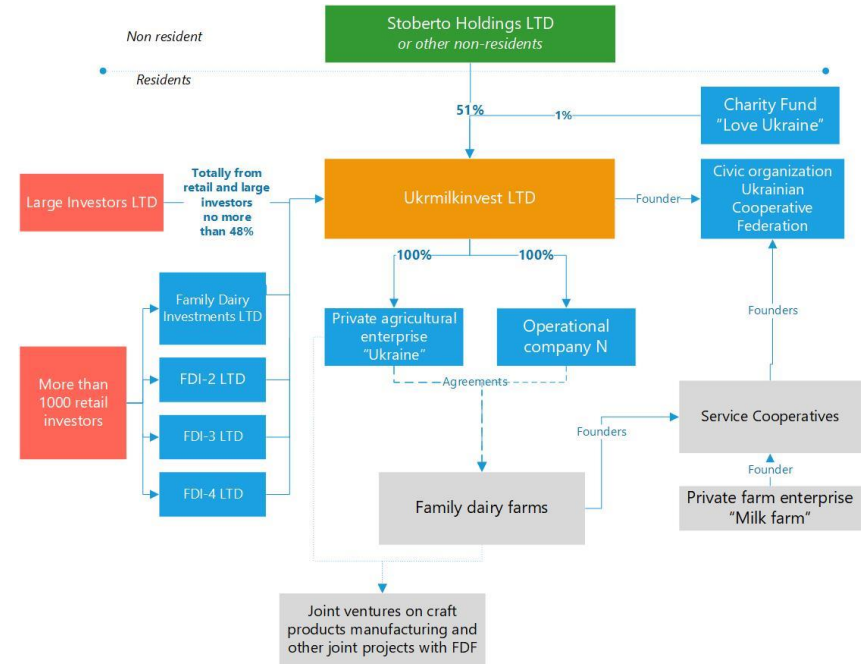 Non resident
Stoberto Holdings LTD
or other non-residents
Residents
51%
1%
Charity Fund
"Love Ukraine"
Large Investors LTD
Totally from
retail and large
investors
no more
than 48%
Ukrmilkinvest LTD
Founder
Civic organization
Ukrainian
Cooperative
Federation
100%
100%
Family Dairy
Investments LTD
Private agricultural
enterprise
"Ukraine"
Operational
company N
Founders
More than
1000 retail
investors
FDI-2 LTD
Agreements
FDI-3 LTD
Founders
Service Cooperatives
FDI-4 LTD
Family dairy farms
Founder
Private farm enterprise
"Milk farm"
Joint ventures on craft
products manufacturing and
other joint projects with FDF